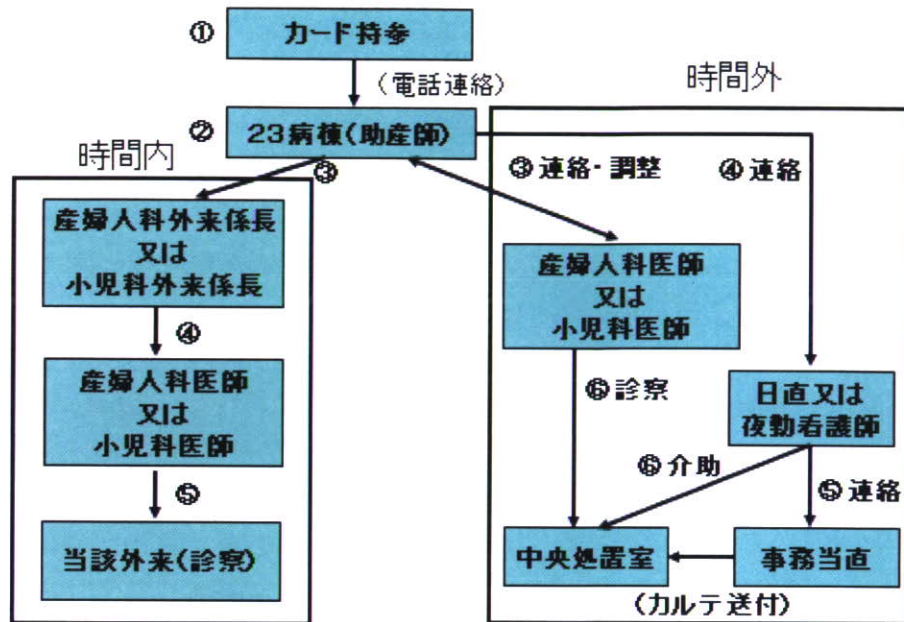 ① カード持参
(電話連絡)
② 23病棟(助産師)
時間内
③
産婦人科外来係長
又は
小児科外来係長
④
産婦人科医師
又は
小児科医師
⑤
当該外来(診察)
時間外
③連絡・調整
④連絡
産婦人科医師
又は
小児科医師
⑥診察
日直又は
夜勤看護師
⑥介助
⑤連絡
中央処置室
事務当直
(カルテ送付)